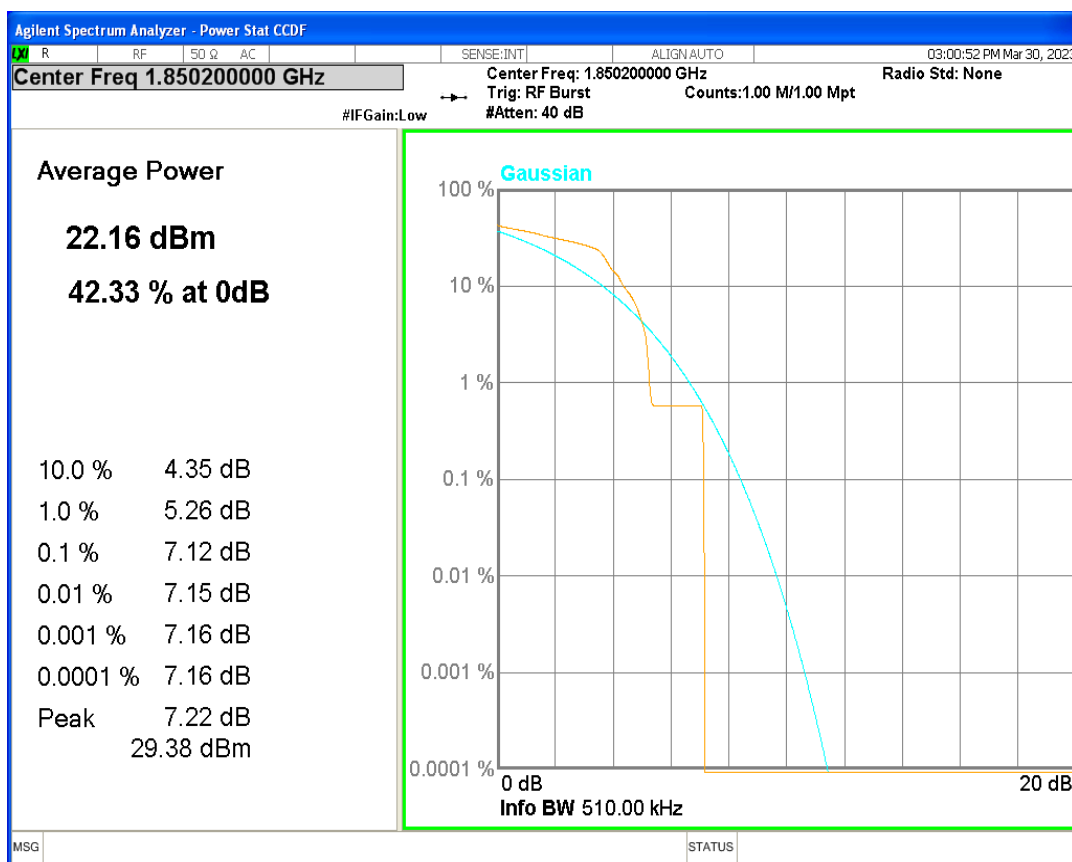 Agilent Spectrum Analyzer - Power Stat CCDF
LXI R RF 50 Ω AC SENSE:INT ALIGN AUTO 03:00:52 PM Mar 30, 2023
Center Freq 1.850200000 GHz
Center Freq: 1.850200000 GHz Radio Std: None
Trig: RF Burst Counts:1.00 M/1.00 Mpt
#IFGain:Low #Atten: 40 dB
Average Power
22.16 dBm
42.33 % at 0dB
10.0 % 4.35 dB
1.0 % 5.26 dB
0.1 % 7.12 dB
0.01 % 7.15 dB
0.001 % 7.16 dB
0.0001 % 7.16 dB
Peak 7.22 dB
29.38 dBm
Gaussian
100 %
10 %
1 %
0.1 %
0.01 %
0.001 %
0.0001 %
0 dB 20 dB
Info BW 510.00 kHz
MSG STATUS